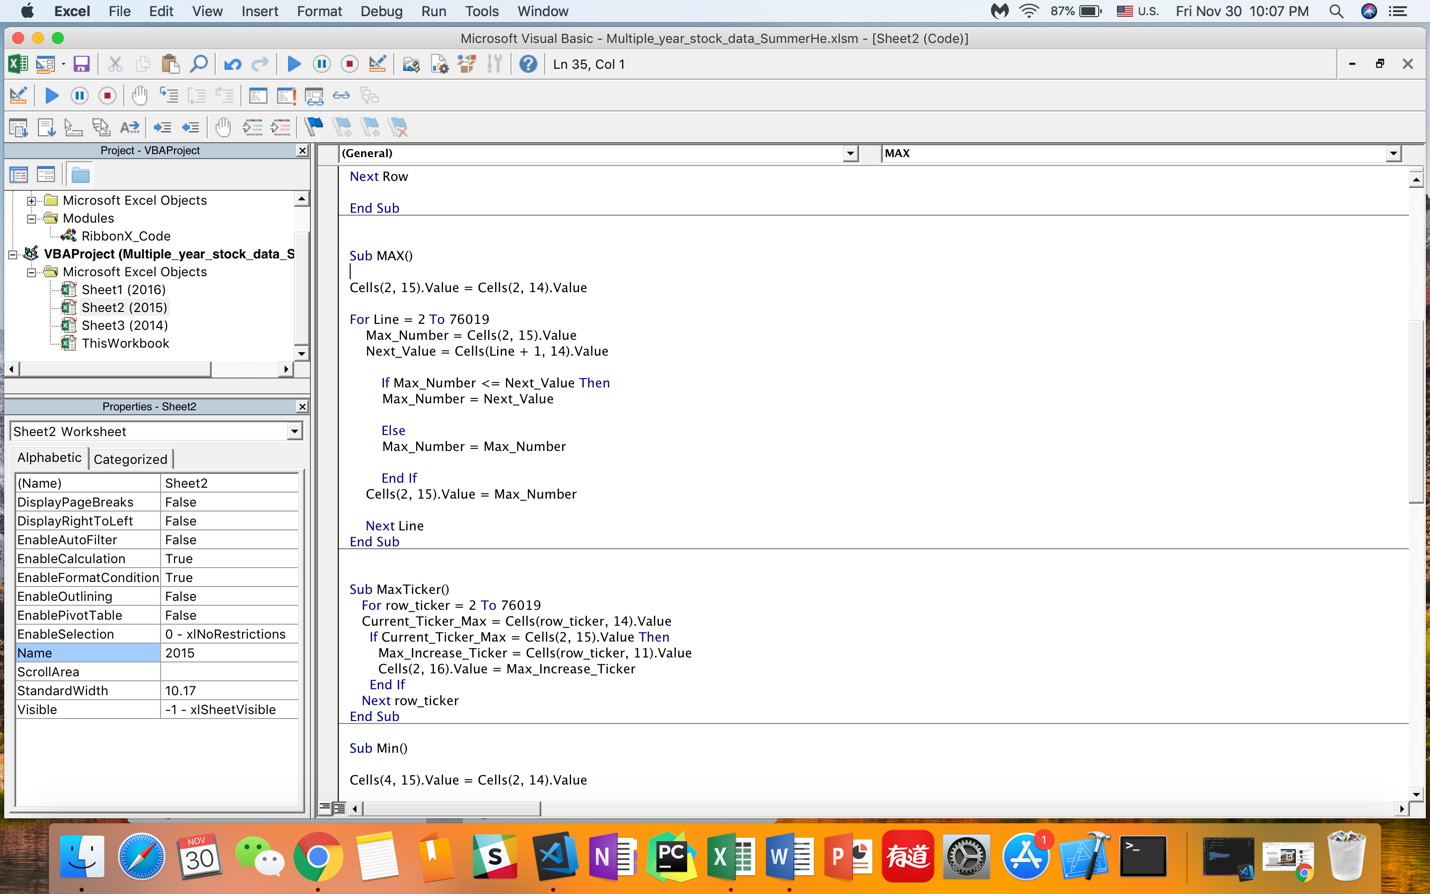 Excel File Edit View Insert Format Debug Run Tools Window 87% U.S. Fri Nov 30 10:07 PM
Microsoft Visual Basic - Multiple_year_stock_data_SummerHe.xlsm - [Sheet2 (Code)]
Ln 35, Col 1
Project - VBAProject
Microsoft Excel Objects
Modules
RibbonX_Code
VBAProject (Multiple_year_stock_data_S
Microsoft Excel Objects
Sheet1 (2016)
Sheet2 (2015)
Sheet3 (2014)
ThisWorkbook
Properties - Sheet2
Sheet2 Worksheet
Alphabetic Categorized
(Name) Sheet2
DisplayPageBreaks False
DisplayRightToLeft False
EnableAutoFilter False
EnableCalculation True
EnableFormatCondition True
EnableOutlining False
EnablePivotTable False
EnableSelection 0 - xlNoRestrictions
Name 2015
ScrollArea
StandardWidth 10.17
Visible -1 - xlSheetVisible
(General) MAX
Next Row
End Sub
Sub MAX()
Cells(2, 15).Value = Cells(2, 14).Value
For Line = 2 To 76019
Max_Number = Cells(2, 15).Value
Next_Value = Cells(Line + 1, 14).Value
If Max_Number <= Next_Value Then
Max_Number = Next_Value
Else
Max_Number = Max_Number
End If
Cells(2, 15).Value = Max_Number
Next Line
End Sub
Sub MaxTicker()
For row_ticker = 2 To 76019
Current_Ticker_Max = Cells(row_ticker, 14).Value
If Current_Ticker_Max = Cells(2, 15).Value Then
Max_Increase_Ticker = Cells(row_ticker, 11).Value
Cells(2, 16).Value = Max_Increase_Ticker
End If
Next row_ticker
End Sub
Sub Min()
Cells(4, 15).Value = Cells(2, 14).Value
NOV
30
S
N
PC
X
W
P
有道
1
>_